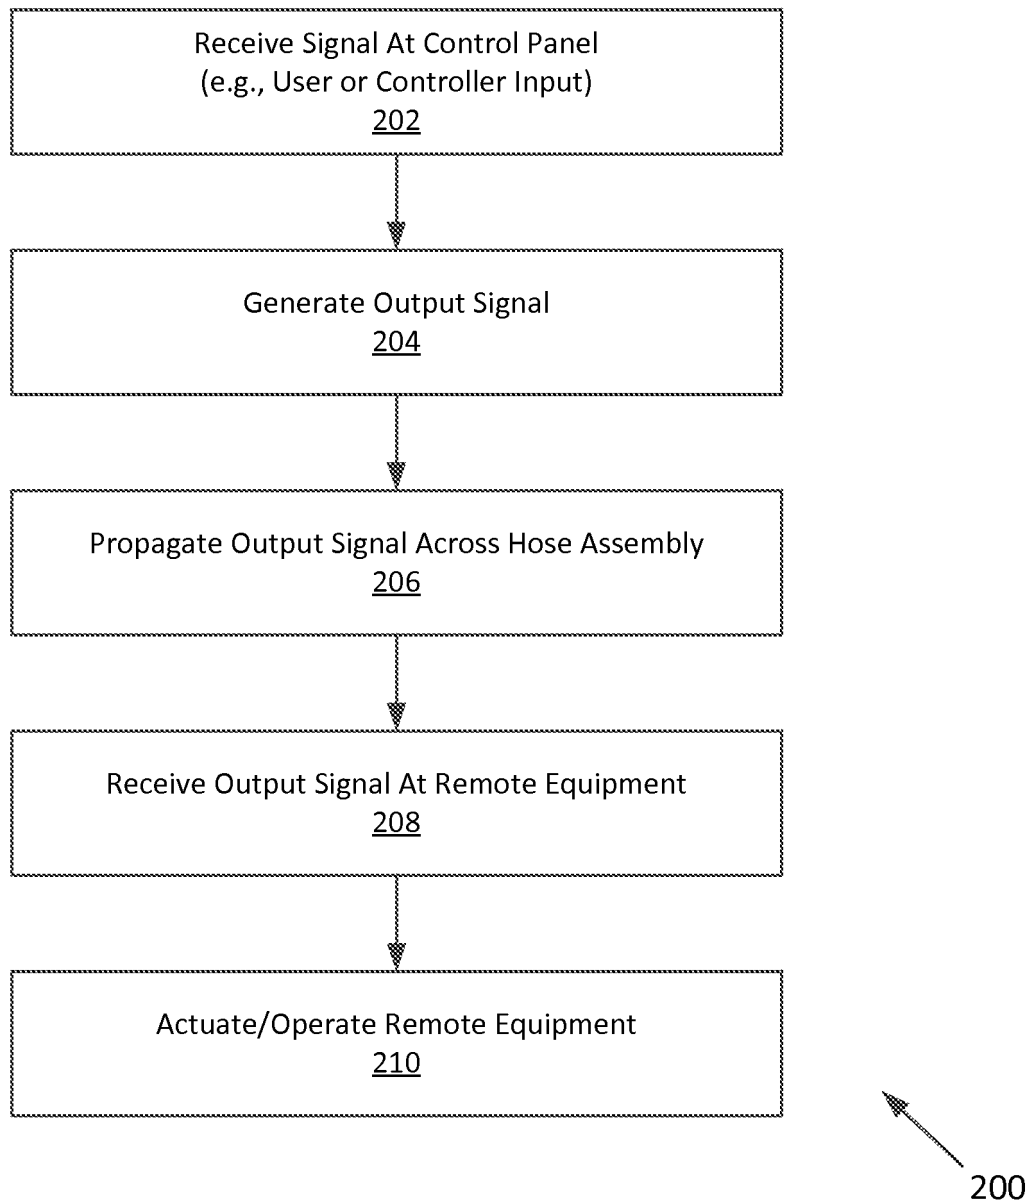 Receive Signal At Control Panel
(e.g., User or Controller Input)
202
Generate Output Signal
204
Propagate Output Signal Across Hose Assembly
206
Receive Output Signal At Remote Equipment
208
Actuate/Operate Remote Equipment
210
200